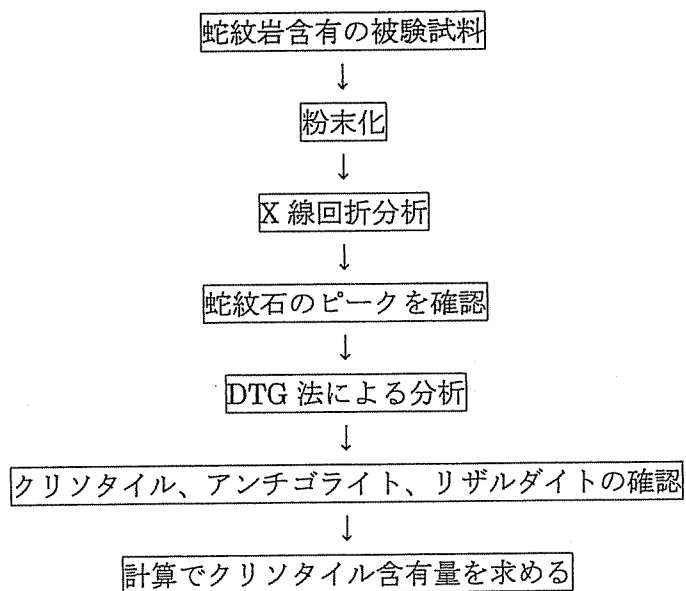 蛇紋岩含有の被験試料
↓
粉末化
↓
X 線回折分析
↓
蛇紋石のピークを確認
↓
DTG 法による分析
↓
クリソタイル、アンチゴライト、リザルダイトの確認
↓
計算でクリソタイル含有量を求める